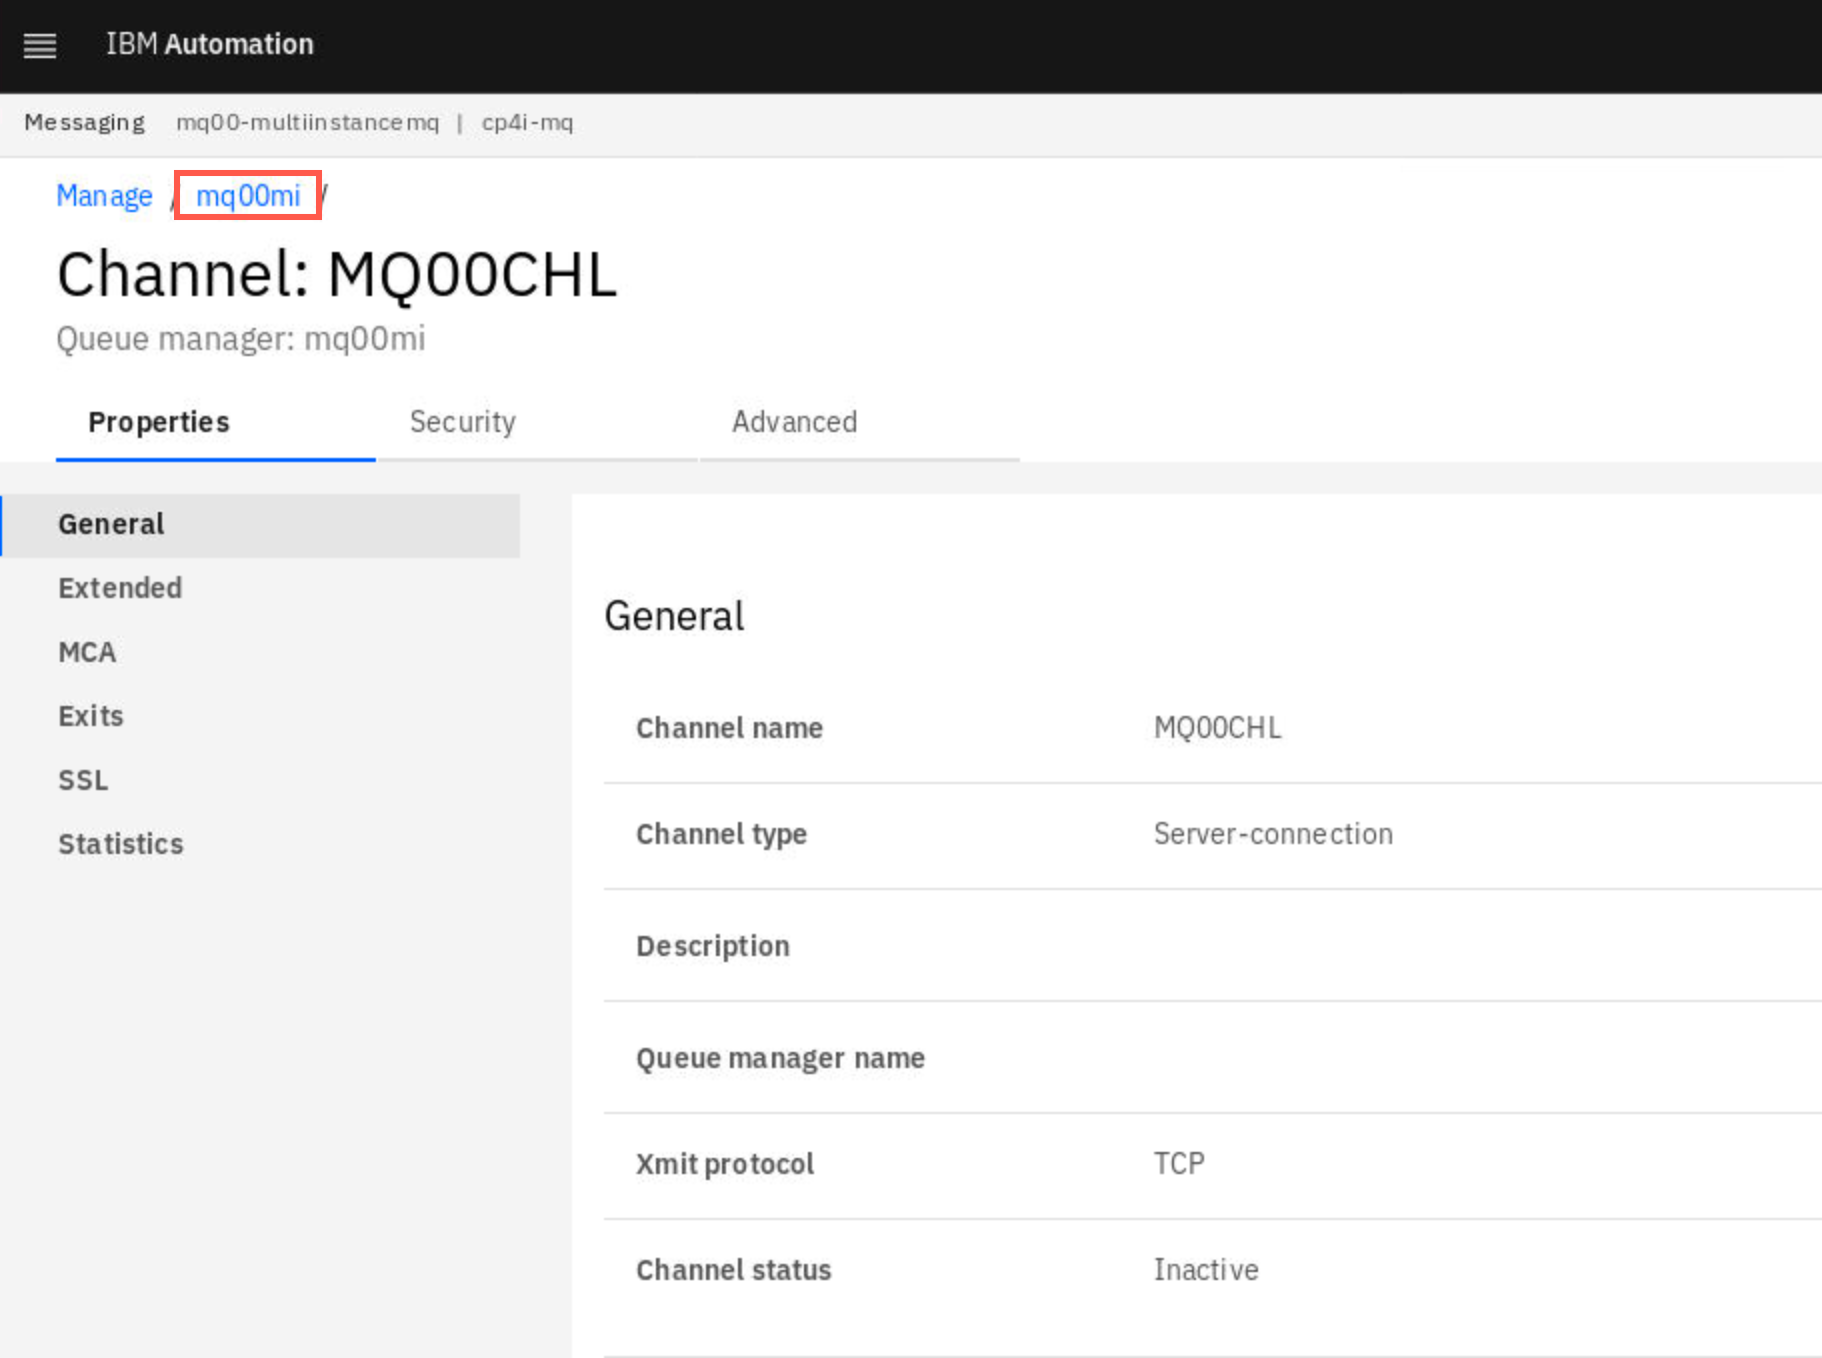 IBM Automation
Messaging mq00-multiinstancemq | cp4i-mq
Manage / mq00mi /
Channel: MQ00CHL
Queue manager: mq00mi
Properties Security Advanced
General
Extended
MCA
Exits
SSL
Statistics
General
Channel name MQ00CHL
Channel type Server-connection
Description
Queue manager name
Xmit protocol TCP
Channel status Inactive